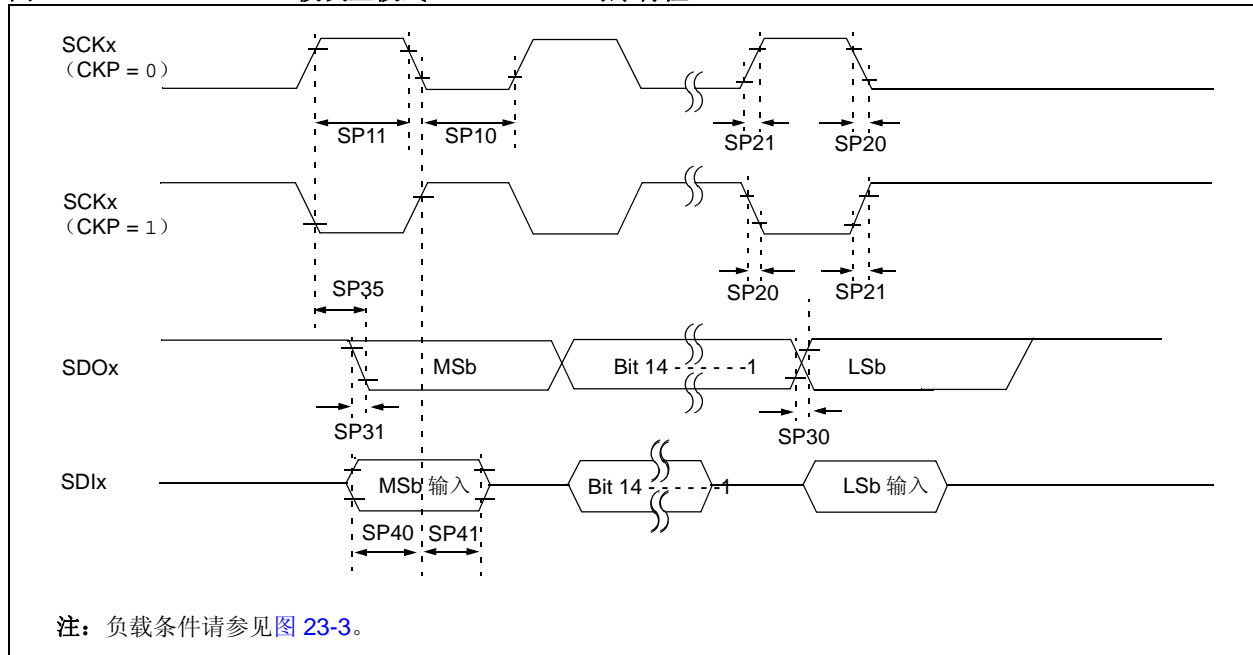 SCKx
（CKP = 0）
SP11
SP10
SP21
SP20
SCKx
（CKP = 1）
SP35
SP20
SP21
SDOx
MSb
Bit 14 - - - - - -1
LSb
SP31
SP30
SDIx
MSb 输入
Bit 14 - - - - - -1
LSb 输入
SP40
SP41
注：负载条件请参见图 23-3。